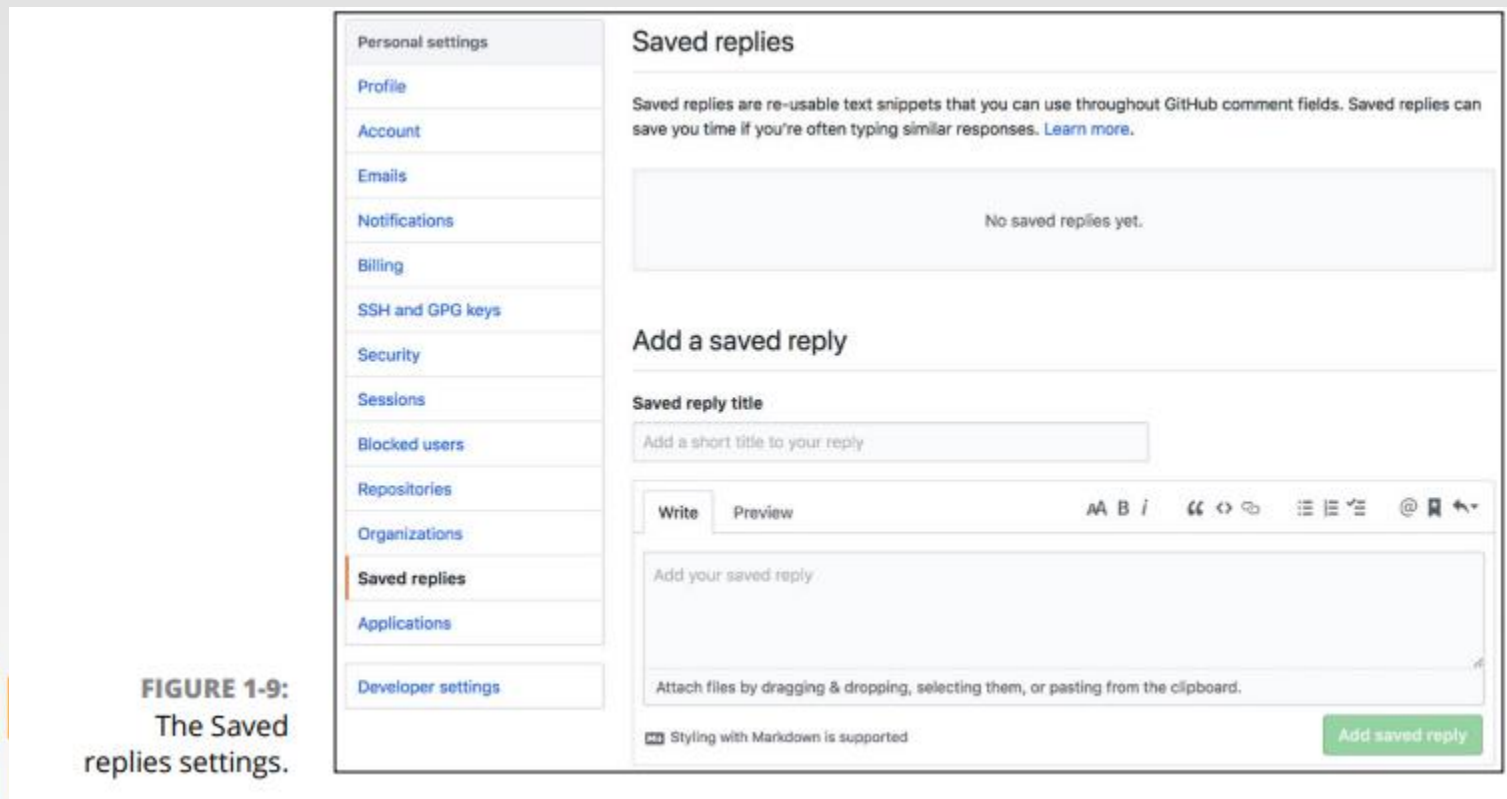 Personal settings
Profile
Account
Emails
Notifications
Billing
SSH and GPG keys
Security
Sessions
Blocked users
Repositories
Organizations
Saved replies
Applications
Developer settings
Saved replies
Saved replies are re-usable text snippets that you can use throughout GitHub comment fields. Saved replies can
save you time if you're often typing similar responses. Learn more.
No saved replies yet.
Add a saved reply
Saved reply title
Add a short title to your reply
Write Preview
AA B i “ <> @
Add your saved reply
Attach files by dragging & dropping, selecting them, or pasting from the clipboard.
Styling with Markdown is supported
Add saved reply
FIGURE 1-9:
The Saved
replies settings.